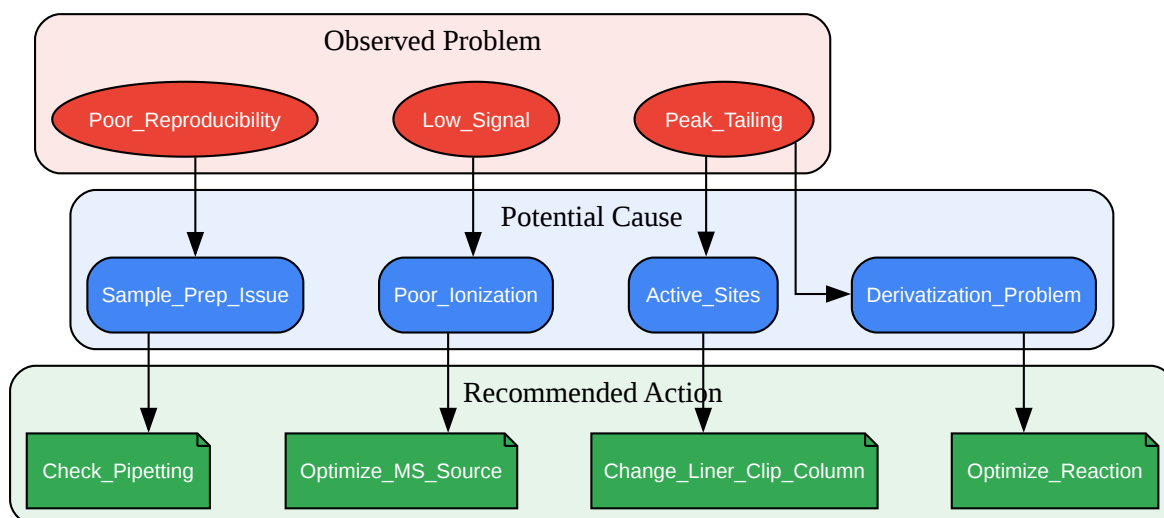 Observed Problem
Poor_Reproducibility
Low_Signal
Peak_Tailing
Potential Cause
Sample_Prep_Issue
Poor_Ionization
Active_Sites
Derivatization_Problem
Recommended Action
Check_Pipetting
Optimize_MS_Source
Change_Liner_Clip_Column
Optimize_Reaction